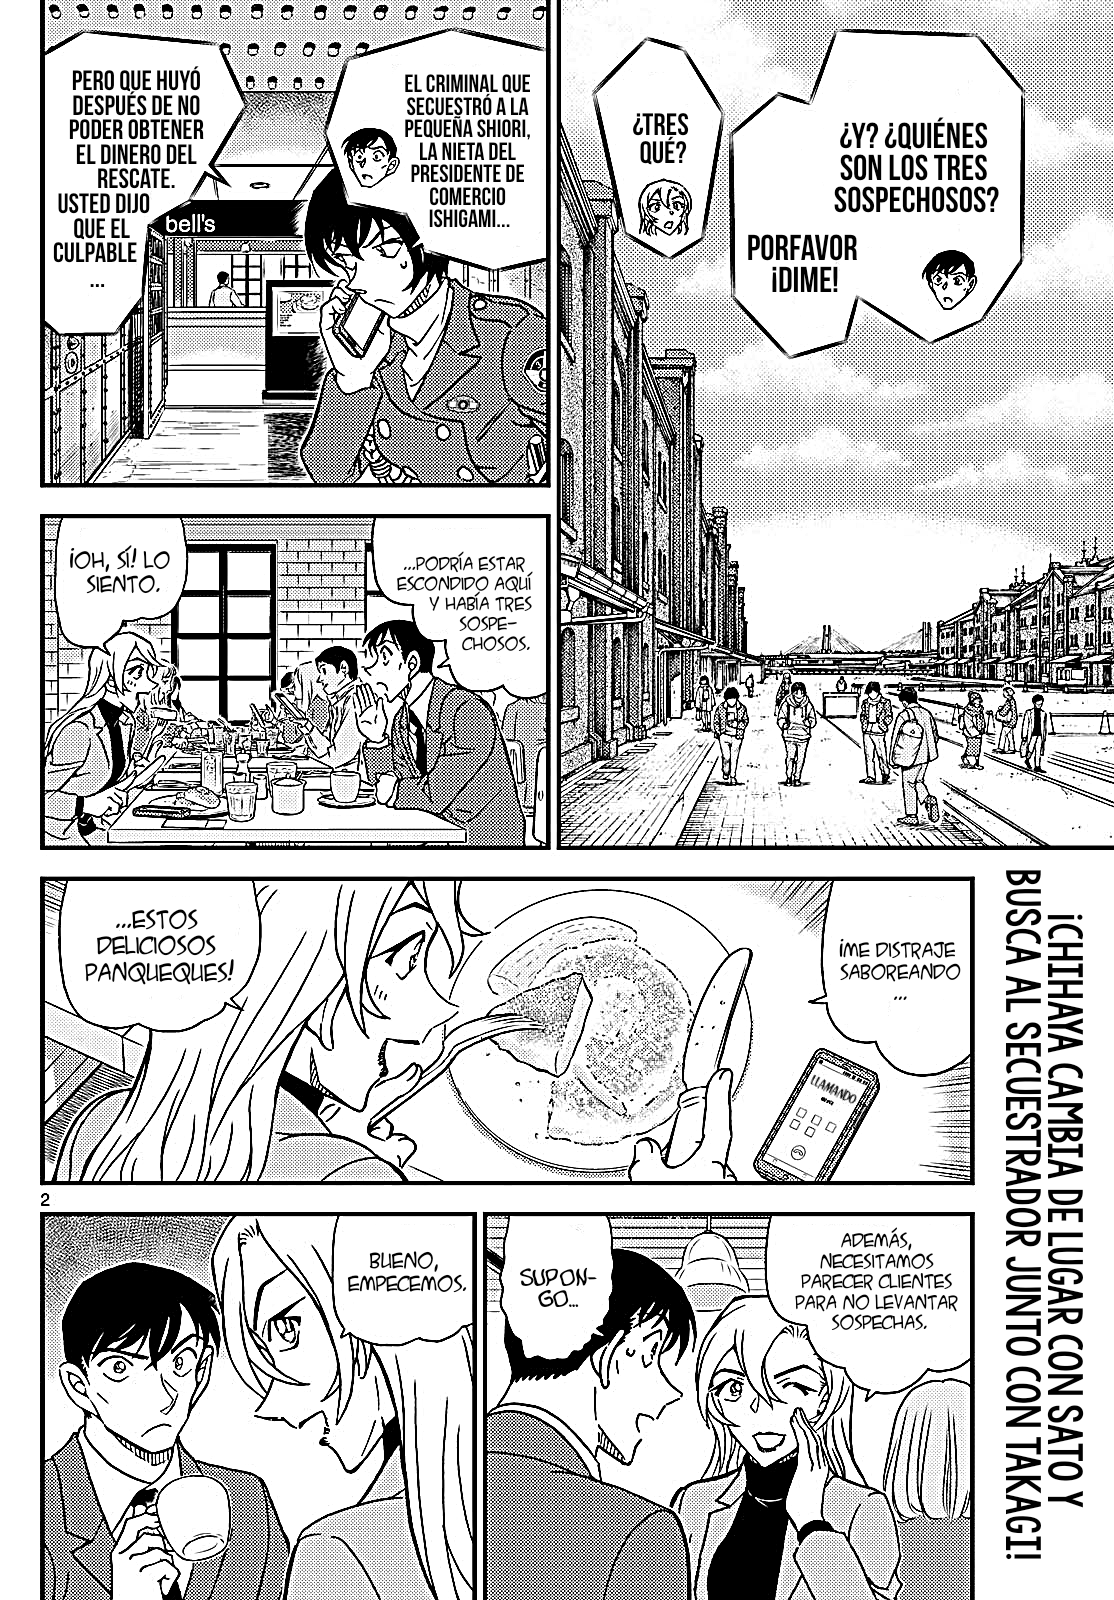 ¿Y? ¿QUIÉNES
SON LOS TRES
SOSPECHOSOS?
PORFAVOR
¡DIME!
¿TRES
QUÉ?
EL CRIMINAL QUE
SECUESTRÓ A LA
PEQUEÑA SHIORI,
LA NIETA DEL
PRESIDENTE DE
COMERCIO
ISHIGAMI...
PERO QUE HUYÓ
DESPUÉS DE NO
PODER OBTENER
EL DINERO DEL
RESCATE.
USTED DIJO
QUE EL
CULPABLE
...
bell's
...PODRÍA ESTAR
ESCONDIDO AQUÍ
Y HABÍA TRES
SOSPE-
CHOSOS.
¡OH, SÍ! LO
SIENTO.
¡ME DISTRAJE
SABOREANDO
...
...ESTOS
DELICIOSOS
PANQUEQUES!
LLAMANDO
¡CHIHAYA CAMBIA DE LUGAR CON SATO Y
BUSCA AL SECUESTRADOR JUNTO CON TAKAGI!
2
ADEMÁS,
NECESITAMOS
PARECER CLIENTES
PARA NO LEVANTAR
SOSPECHAS.
SUPON-
GO...
BUENO,
EMPECEMOS.